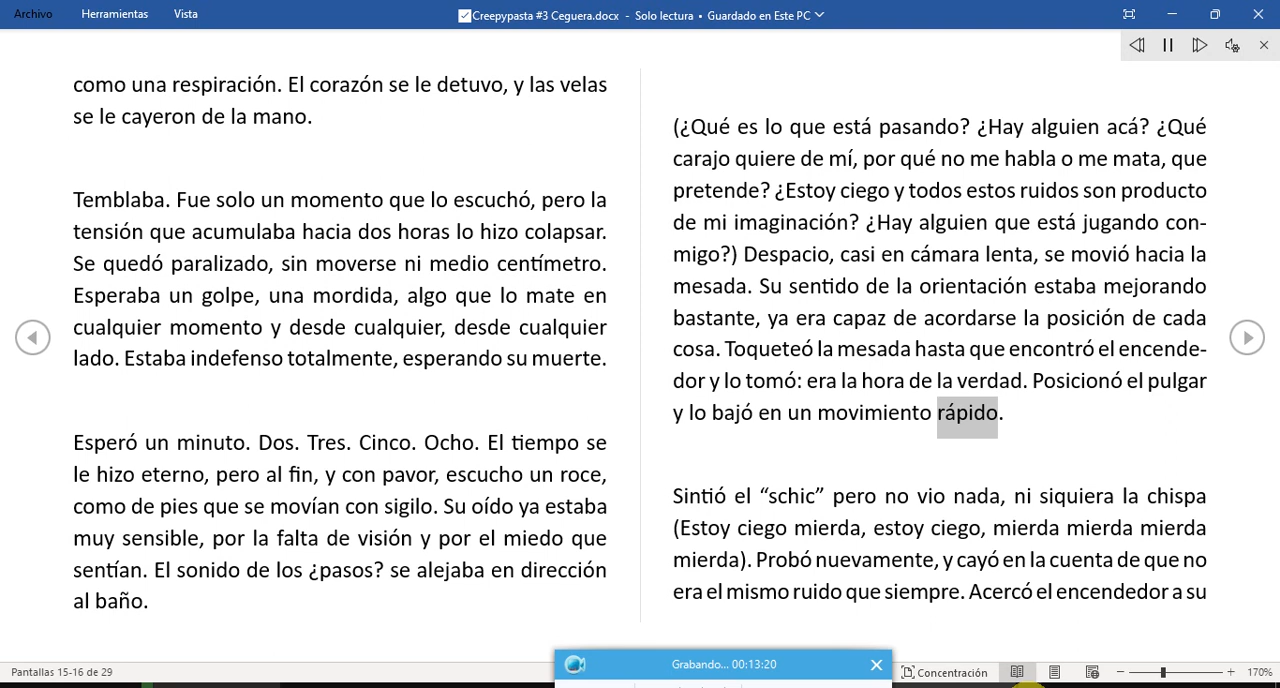 Archivo Herramientas Vista Creepypasta #3 Ceguera.docx - Solo lectura • Guardado en Este PC
como una respiración. El corazón se le detuvo, y las velas
se le cayeron de la mano.
Temblaba. Fue solo un momento que lo escuchó, pero la
tensión que acumulaba hacia dos horas lo hizo colapsar.
Se quedó paralizado, sin moverse ni medio centímetro.
Esperaba un golpe, una mordida, algo que lo mate en
cualquier momento y desde cualquier, desde cualquier
lado. Estaba indefenso totalmente, esperando su muerte.
Esperó un minuto. Dos. Tres. Cinco. Ocho. El tiempo se
le hizo eterno, pero al fin, y con pavor, escucho un roce,
como de pies que se movían con sigilo. Su oído ya estaba
muy sensible, por la falta de visión y por el miedo que
sentían. El sonido de los ¿pasos? se alejaba en dirección
al baño.
(¿Qué es lo que está pasando? ¿Hay alguien acá? ¿Qué
carajo quiere de mí, por qué no me habla o me mata, que
pretende? ¿Estoy ciego y todos estos ruidos son producto
de mi imaginación? ¿Hay alguien que está jugando con-
migo?) Despacio, casi en cámara lenta, se movió hacia la
mesada. Su sentido de la orientación estaba mejorando
bastante, ya era capaz de acordarse la posición de cada
cosa. Toqueteó la mesada hasta que encontró el encende-
dor y lo tomó: era la hora de la verdad. Posicionó el pulgar
y lo bajó en un movimiento rápido.
Sintió el “schic” pero no vio nada, ni siquiera la chispa
(Estoy ciego mierda, estoy ciego, mierda mierda mierda
mierda). Probó nuevamente, y cayó en la cuenta de que no
era el mismo ruido que siempre. Acercó el encendedor a su
Grabando... 00:13:20
Pantallas 15-16 de 29 Concentración 170%